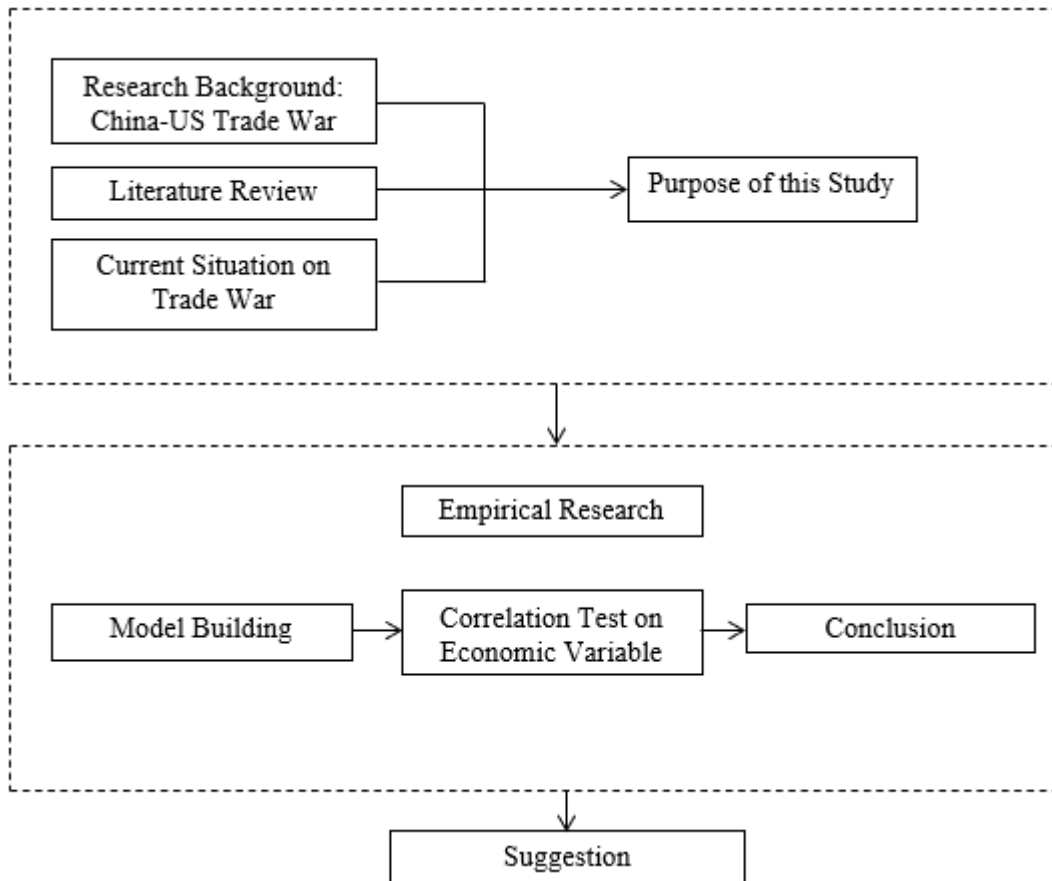 Research Background:
China-US Trade War
Literature Review
Current Situation on
Trade War
Purpose of this Study
Empirical Research
Model Building
Correlation Test on
Economic Variable
Conclusion
Suggestion